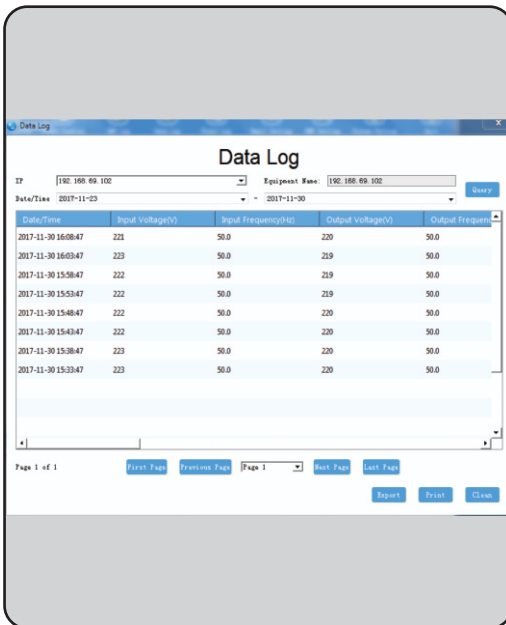 Data Log
X
Data Log
IP 192.168.69.102 Equipment Name: 192.168.69.102
Query
Date/Time 2017-11-23 ~ 2017-11-30
Date/Time Input Voltage(V) Input Frequency(Hz) Output Voltage(V) Output Frequenc
2017-11-30 16:08:47 221 50.0 220 50.0
2017-11-30 16:03:47 223 50.0 219 50.0
2017-11-30 15:58:47 222 50.0 219 50.0
2017-11-30 15:53:47 222 50.0 219 50.0
2017-11-30 15:48:47 222 50.0 220 50.0
2017-11-30 15:43:47 222 50.0 220 50.0
2017-11-30 15:38:47 223 50.0 220 50.0
2017-11-30 15:33:47 223 50.0 220 50.0
Page 1 of 1 First Page Previous Page Page 1 Next Page Last Page
Export Print Clean